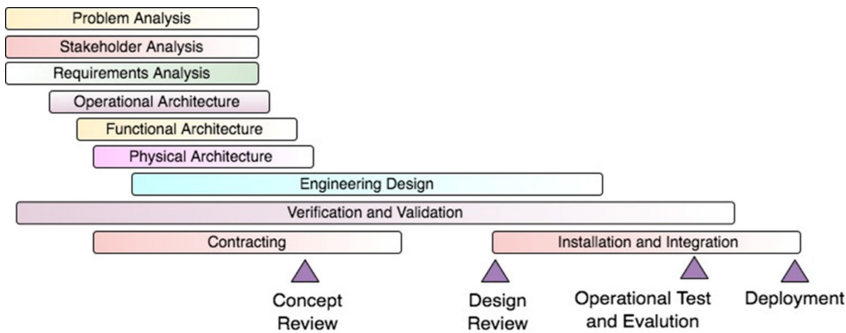 Problem Analysis
Stakeholder Analysis
Requirements Analysis
Operational Architecture
Functional Architecture
Physical Architecture
Engineering Design
Verification and Validation
Contracting
Installation and Integration
Concept
Review
Design
Review
Operational Test
and Evalution
Deployment